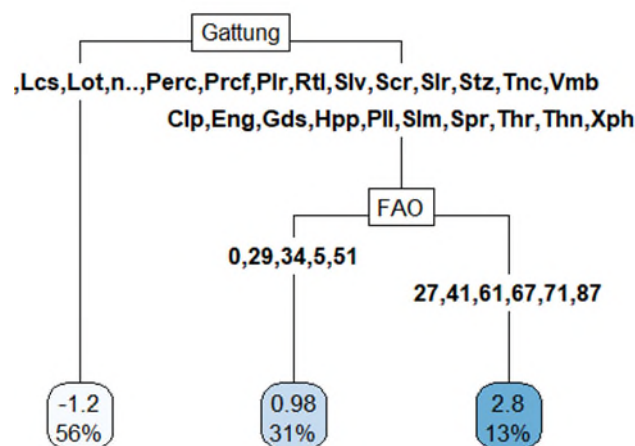 Gattung
,Lcs,Lot,n..,Perc,Prcf,Plr,Rtl,Slv,Scr,Slr,Stz,Tnc,Vmb
Clp,Eng,Gds,Hpp,Pll,Slm,Spr,Thr,Thn,Xph
FAO
0,29,34,5,51
27,41,61,67,71,87
-1.2
56%
0.98
31%
2.8
13%